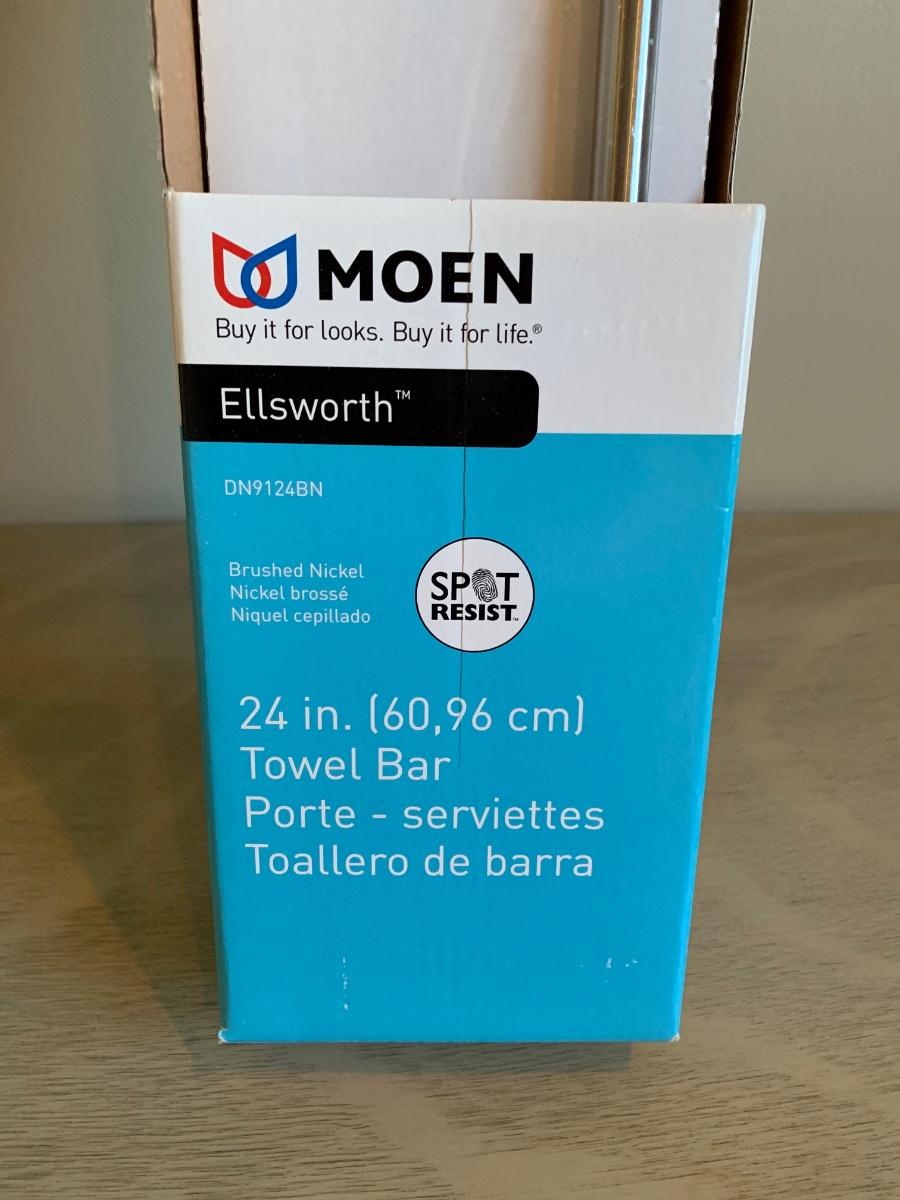 MOEN
Buy it for looks. Buy it for life.®
Ellsworth™
DN9124BN
Brushed Nickel
Nickel brossé
Niquel cepillado
SPOT
RESIST™
24 in. (60,96 cm)
Towel Bar
Porte - serviettes
Toallero de barra